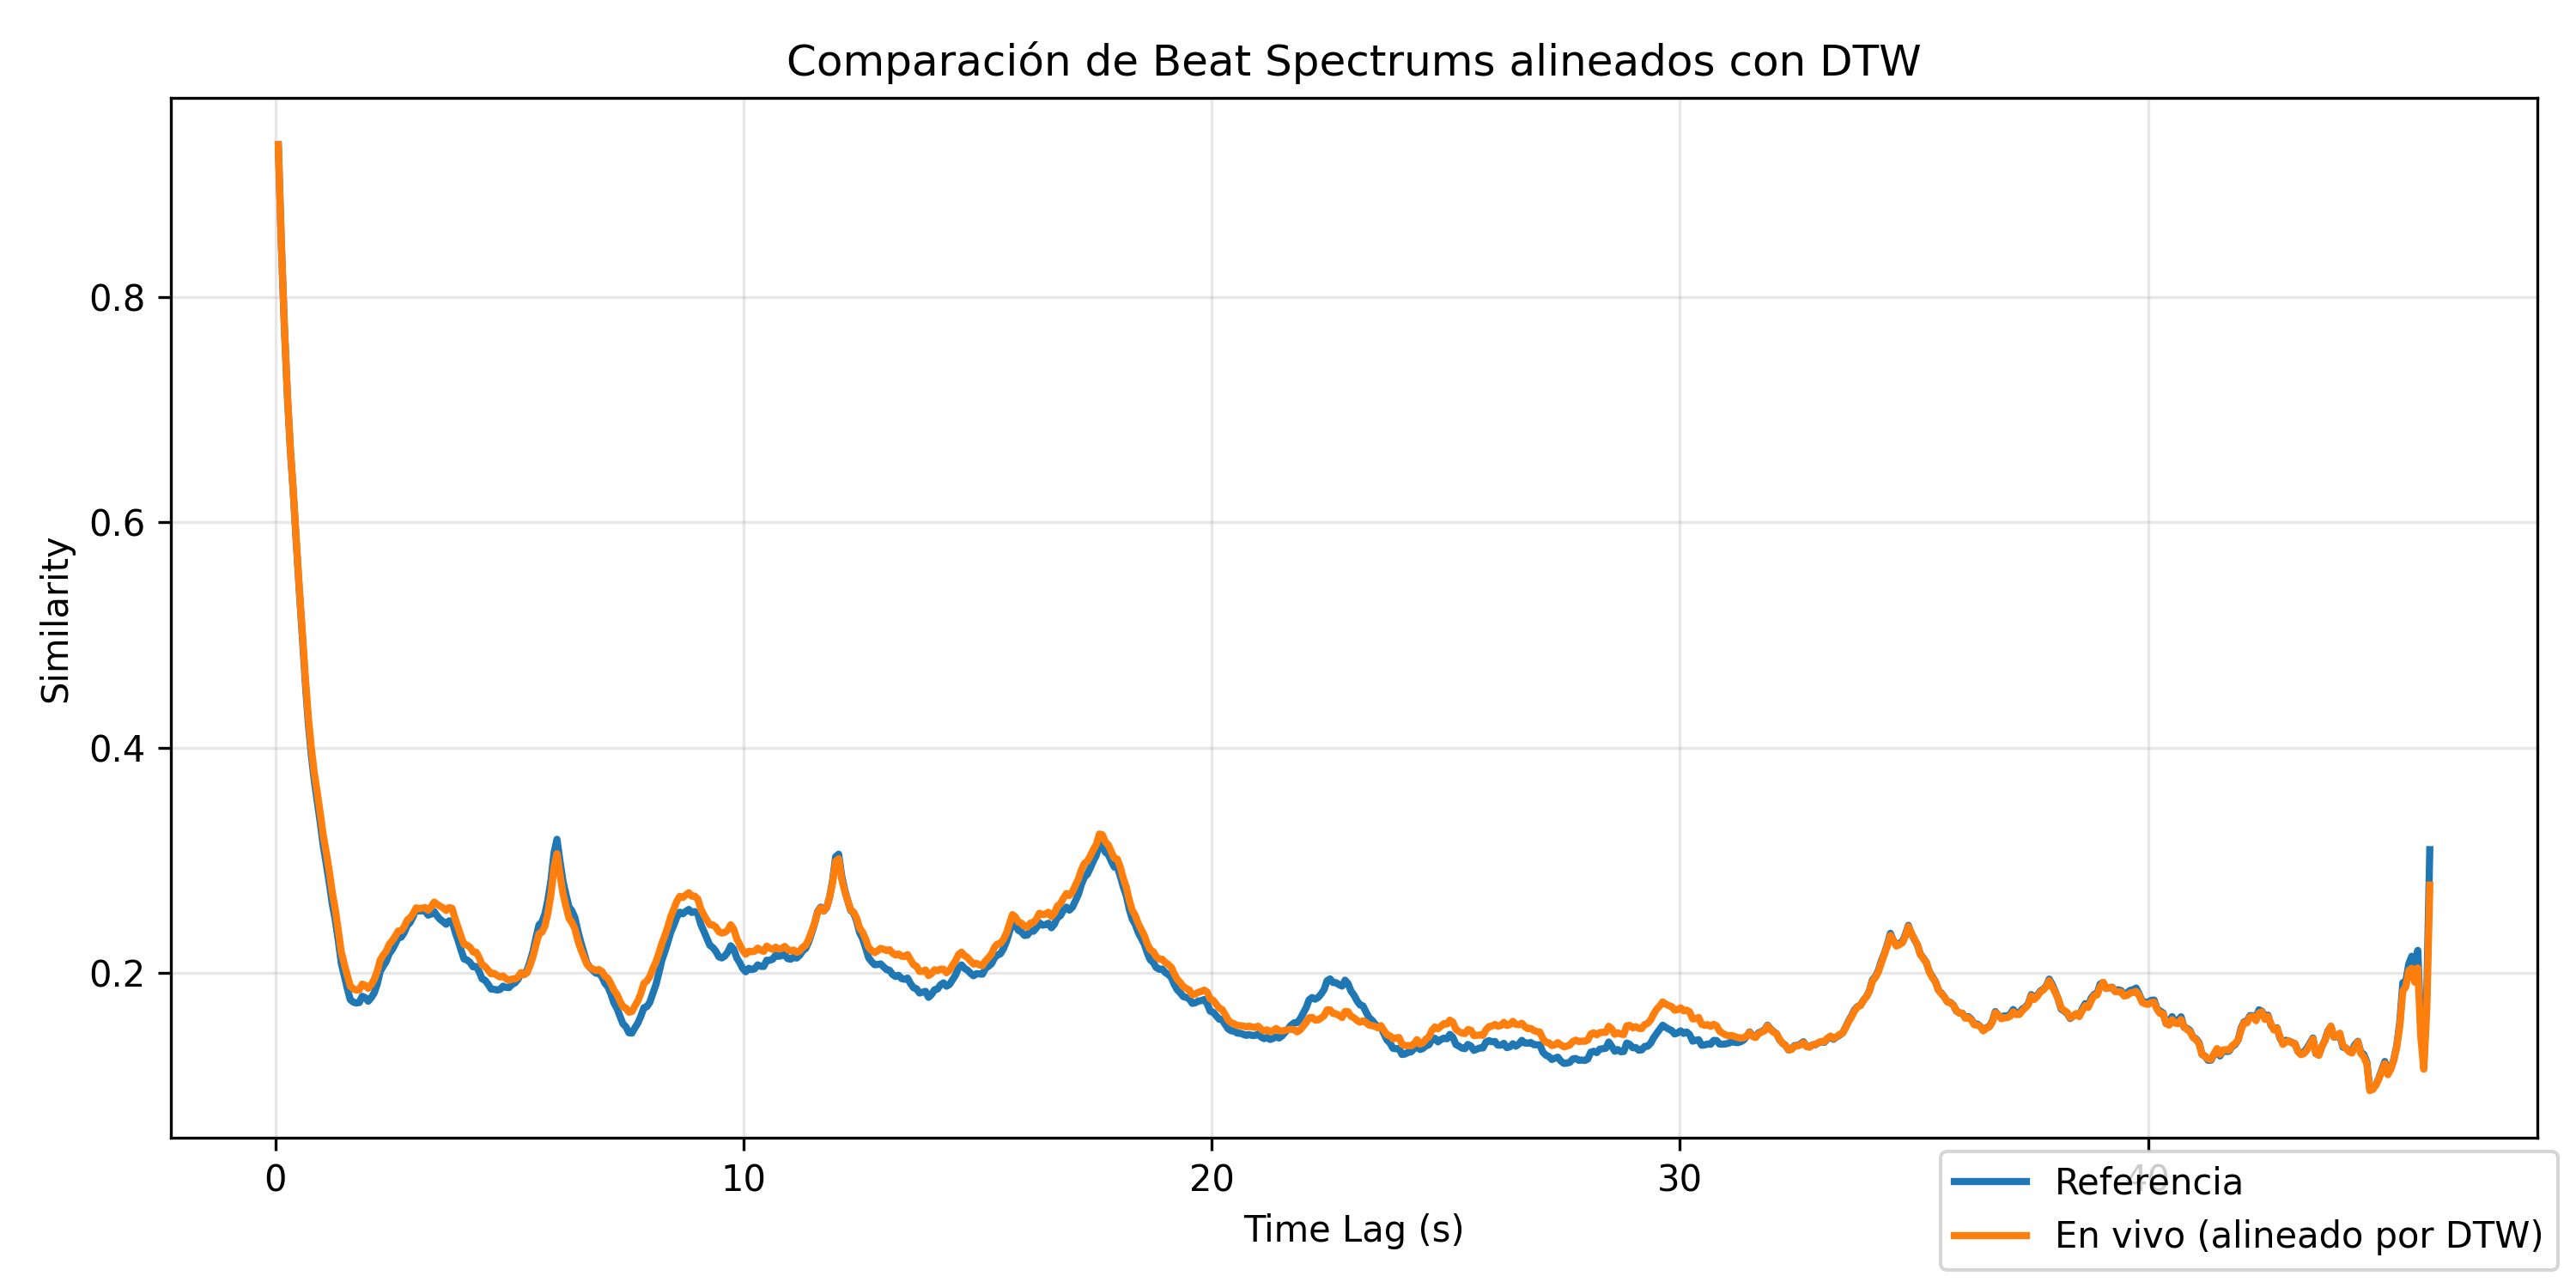 Comparación de Beat Spectrums alineados con DTW
Similarity
0.8
0.6
0.4
0.2
0 10 20 30 40
Time Lag (s)
Referencia
En vivo (alineado por DTW)